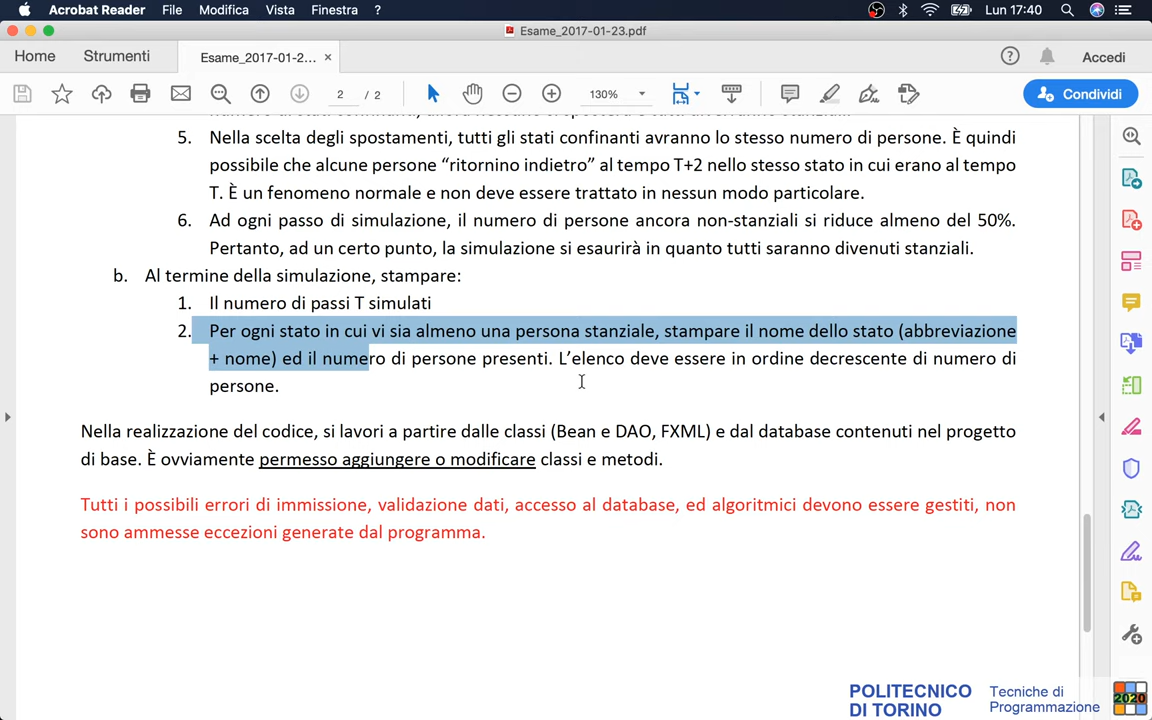 Acrobat Reader File Modifica Vista Finestra ? Lun 17:40
Esame_2017-01-23.pdf
Home Strumenti Esame_2017-01-2... × Accedi
2 / 2 130% Condividi
5. Nella scelta degli spostamenti, tutti gli stati confinanti avranno lo stesso numero di persone. È quindi
possibile che alcune persone “ritornino indietro” al tempo T+2 nello stesso stato in cui erano al tempo
T. È un fenomeno normale e non deve essere trattato in nessun modo particolare.
6. Ad ogni passo di simulazione, il numero di persone ancora non-stanziali si riduce almeno del 50%.
Pertanto, ad un certo punto, la simulazione si esaurirà in quanto tutti saranno divenuti stanziali.
b. Al termine della simulazione, stampare:
1. Il numero di passi T simulati
2. Per ogni stato in cui vi sia almeno una persona stanziale, stampare il nome dello stato (abbreviazione
+ nome) ed il numero di persone presenti. L’elenco deve essere in ordine decrescente di numero di
persone.
Nella realizzazione del codice, si lavori a partire dalle classi (Bean e DAO, FXML) e dal database contenuti nel progetto
di base. È ovviamente permesso aggiungere o modificare classi e metodi.
Tutti i possibili errori di immissione, validazione dati, accesso al database, ed algoritmici devono essere gestiti, non
sono ammesse eccezioni generate dal programma.
POLITECNICO
DI TORINO
Tecniche di
Programmazione
2020